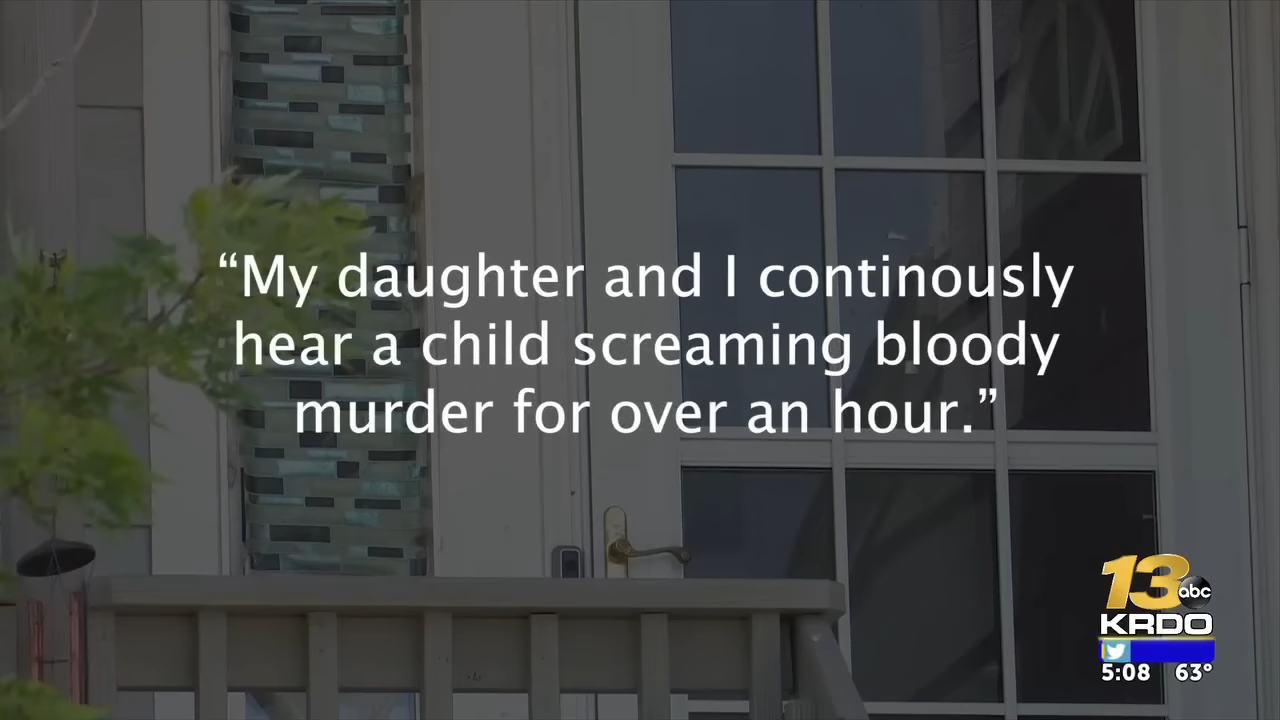 “My daughter and I continously
hear a child screaming bloody
murder for over an hour.”
13 abc
KRDO
5:08 63°